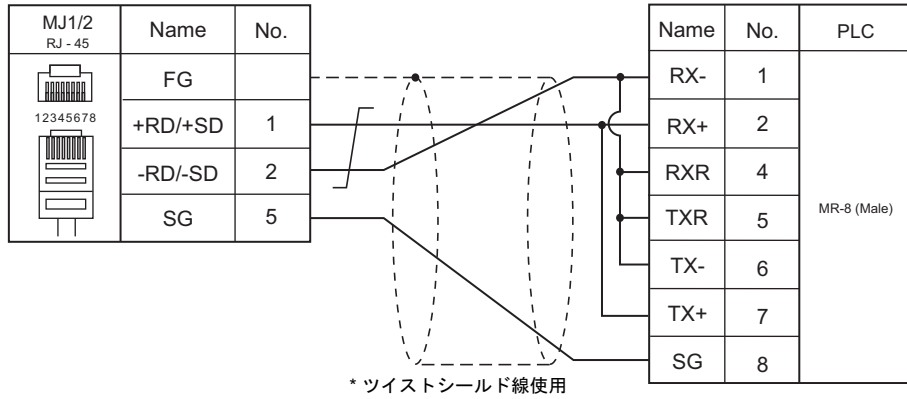 MJ1/2 Name No.
RJ - 45
FG
12345678
+RD/+SD 1
-RD/-SD 2
SG 5
Name No. PLC
RX- 1
RX+ 2
RXR 4
TXR 5
MR-8 (Male)
TX- 6
TX+ 7
SG 8
* ツイストシールド線使用